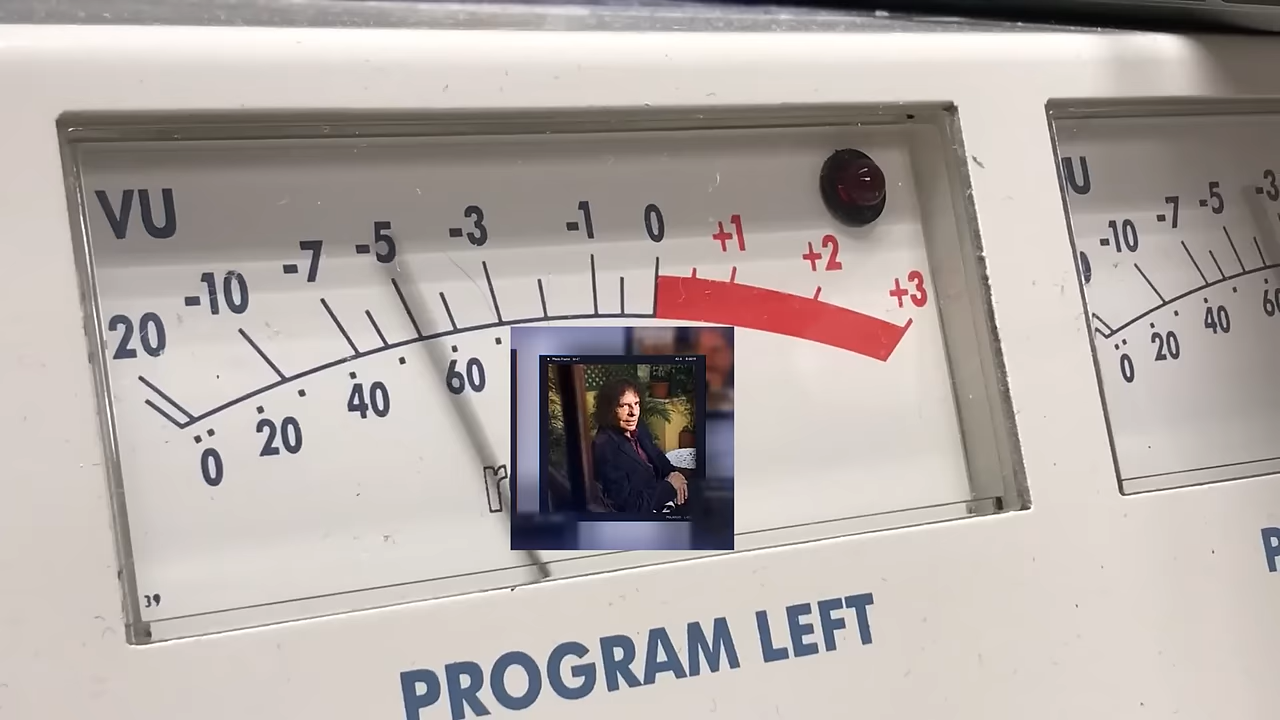 VU
20 -10 -7 -5 -3 -1 0 +1 +2 +3
0 20 40 60
r
39
PROGRAM LEFT
U
-10 -7 -5 -3
0 20 40
P